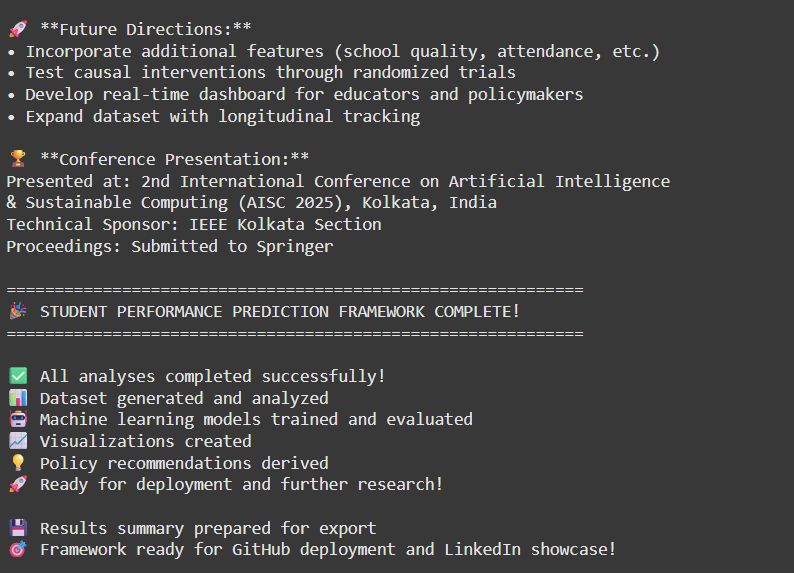 🚀 **Future Directions:**
• Incorporate additional features (school quality, attendance, etc.)
• Test causal interventions through randomized trials
• Develop real-time dashboard for educators and policymakers
• Expand dataset with longitudinal tracking
🏆 **Conference Presentation:**
Presented at: 2nd International Conference on Artificial Intelligence
& Sustainable Computing (AISC 2025), Kolkata, India
Technical Sponsor: IEEE Kolkata Section
Proceedings: Submitted to Springer
============================================================
🎉 STUDENT PERFORMANCE PREDICTION FRAMEWORK COMPLETE!
============================================================
✅ All analyses completed successfully!
📊 Dataset generated and analyzed
🤖 Machine learning models trained and evaluated
📈 Visualizations created
💡 Policy recommendations derived
🚀 Ready for deployment and further research!
💾 Results summary prepared for export
🎯 Framework ready for GitHub deployment and LinkedIn showcase!